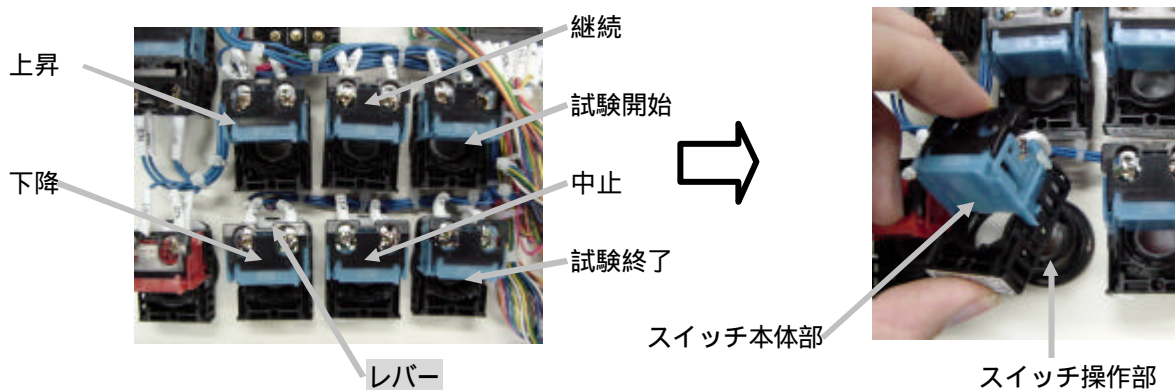 上昇
下降
継続
試験開始
中止
試験終了
レバー
スイッチ本体部
スイッチ操作部